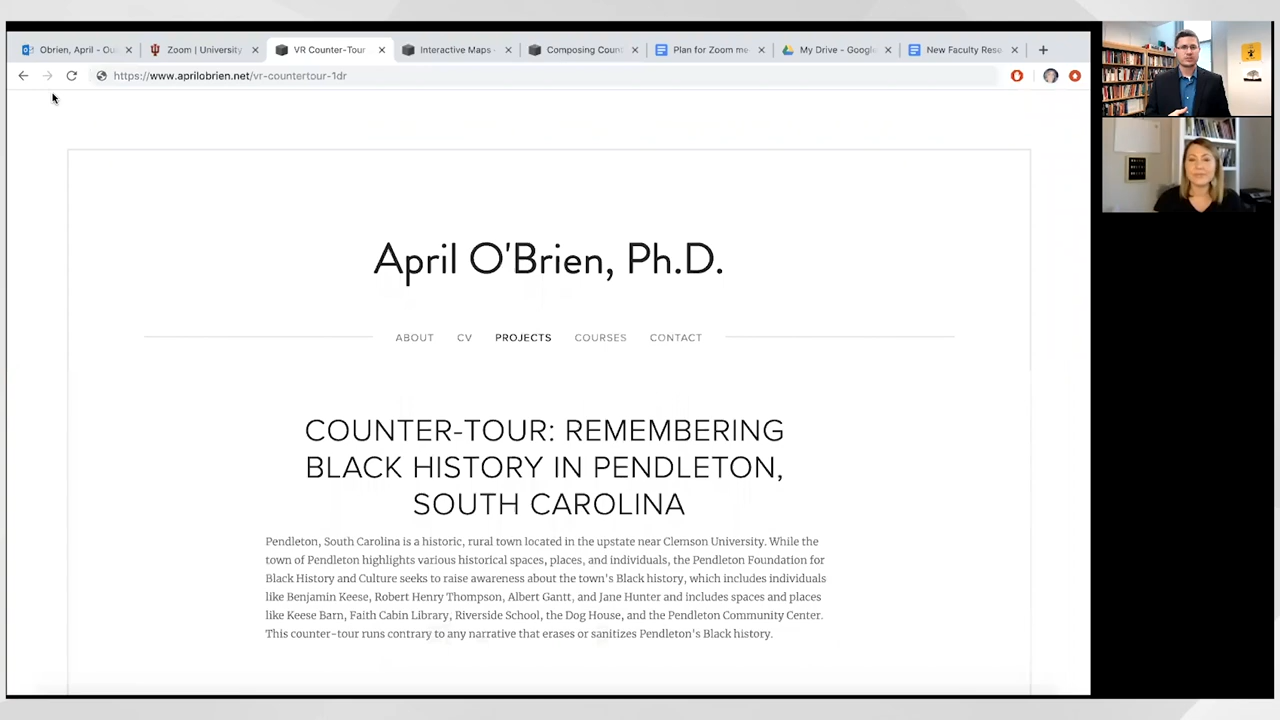 Obrien, April - Ou
Zoom | University
VR Counter-Tour
Interactive Maps
Composing Coun
Plan for Zoom me
My Drive - Googl
New Faculty Rese
https://www.aprilobrien.net/vr-countertour-1dr
April O'Brien, Ph.D.
ABOUT CV PROJECTS COURSES CONTACT
COUNTER-TOUR: REMEMBERING
BLACK HISTORY IN PENDLETON,
SOUTH CAROLINA
Pendleton, South Carolina is a historic, rural town located in the upstate near Clemson University. While the
town of Pendleton highlights various historical spaces, places, and individuals, the Pendleton Foundation for
Black History and Culture seeks to raise awareness about the town's Black history, which includes individuals
like Benjamin Keese, Robert Henry Thompson, Albert Gantt, and Jane Hunter and includes spaces and places
like Keese Barn, Faith Cabin Library, Riverside School, the Dog House, and the Pendleton Community Center.
This counter-tour runs contrary to any narrative that erases or sanitizes Pendleton's Black history.